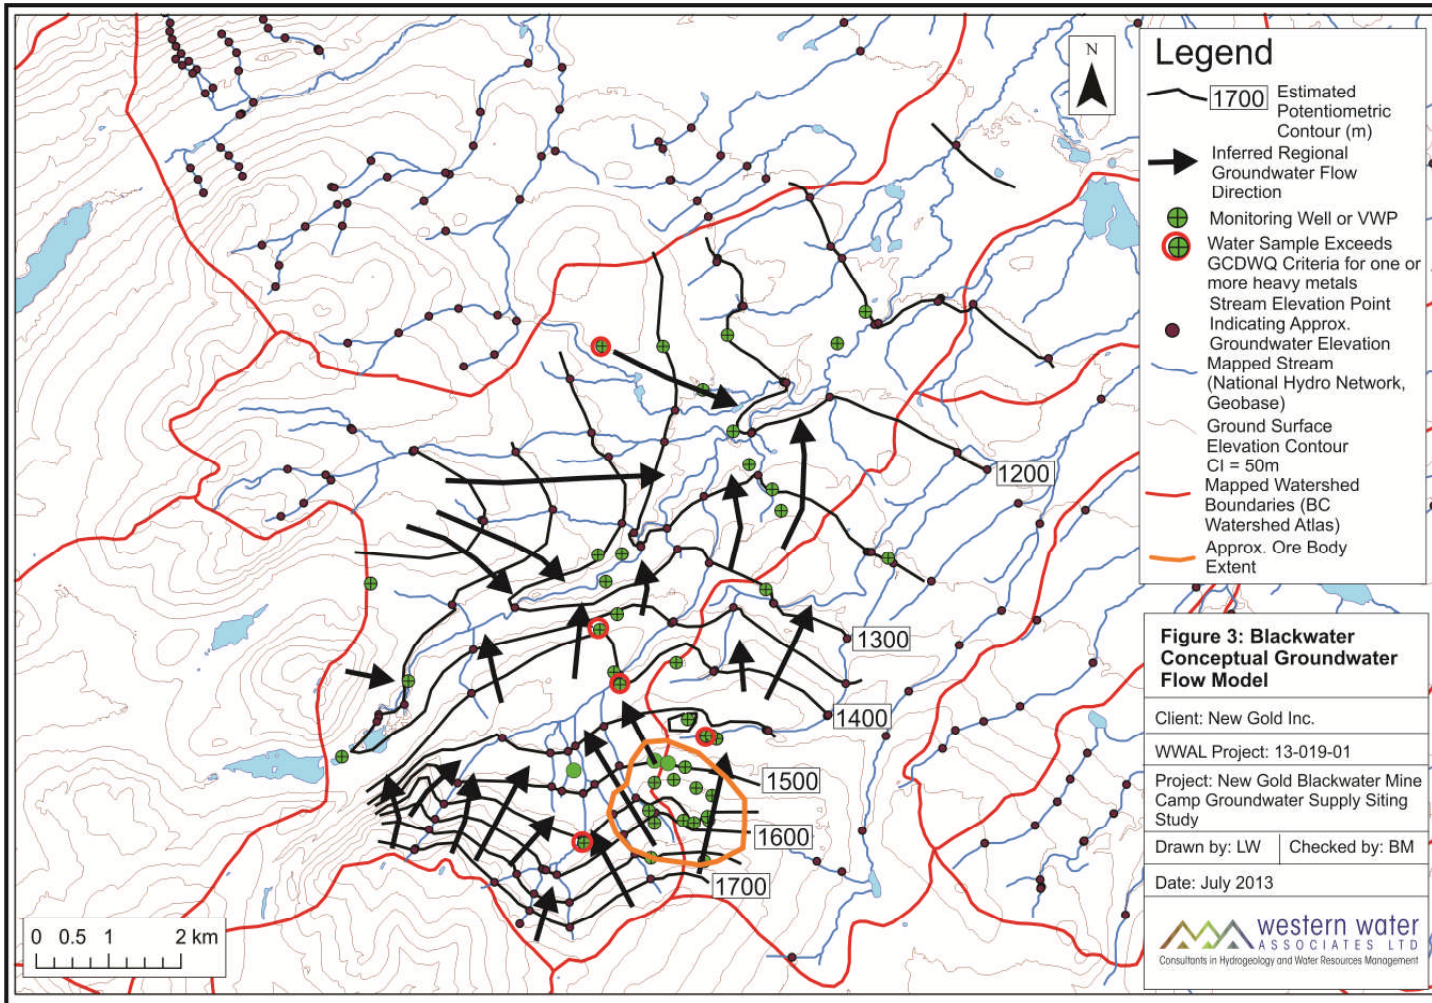 N
Legend
1700
Estimated
Potentiometric
Contour (m)
Inferred Regional
Groundwater Flow
Direction
Monitoring Well or VWP
Water Sample Exceeds
GCDWQ Criteria for one or
more heavy metals
Stream Elevation Point
Indicating Approx.
Groundwater Elevation
Mapped Stream
(National Hydro Network,
Geobase)
Ground Surface
Elevation Contour
CI = 50m
Mapped Watershed
Boundaries (BC
Watershed Atlas)
Approx. Ore Body
Extent
1200
1300
1400
1500
1600
1700
0 0.5 1 2 km
Figure 3: Blackwater
Conceptual Groundwater
Flow Model
Client: New Gold Inc.
WWAL Project: 13-019-01
Project: New Gold Blackwater Mine
Camp Groundwater Supply Siting
Study
Drawn by: LW Checked by: BM
Date: July 2013
western water
ASSOCIATES LTD
Consultants in Hydrogeology and Water Resources Management